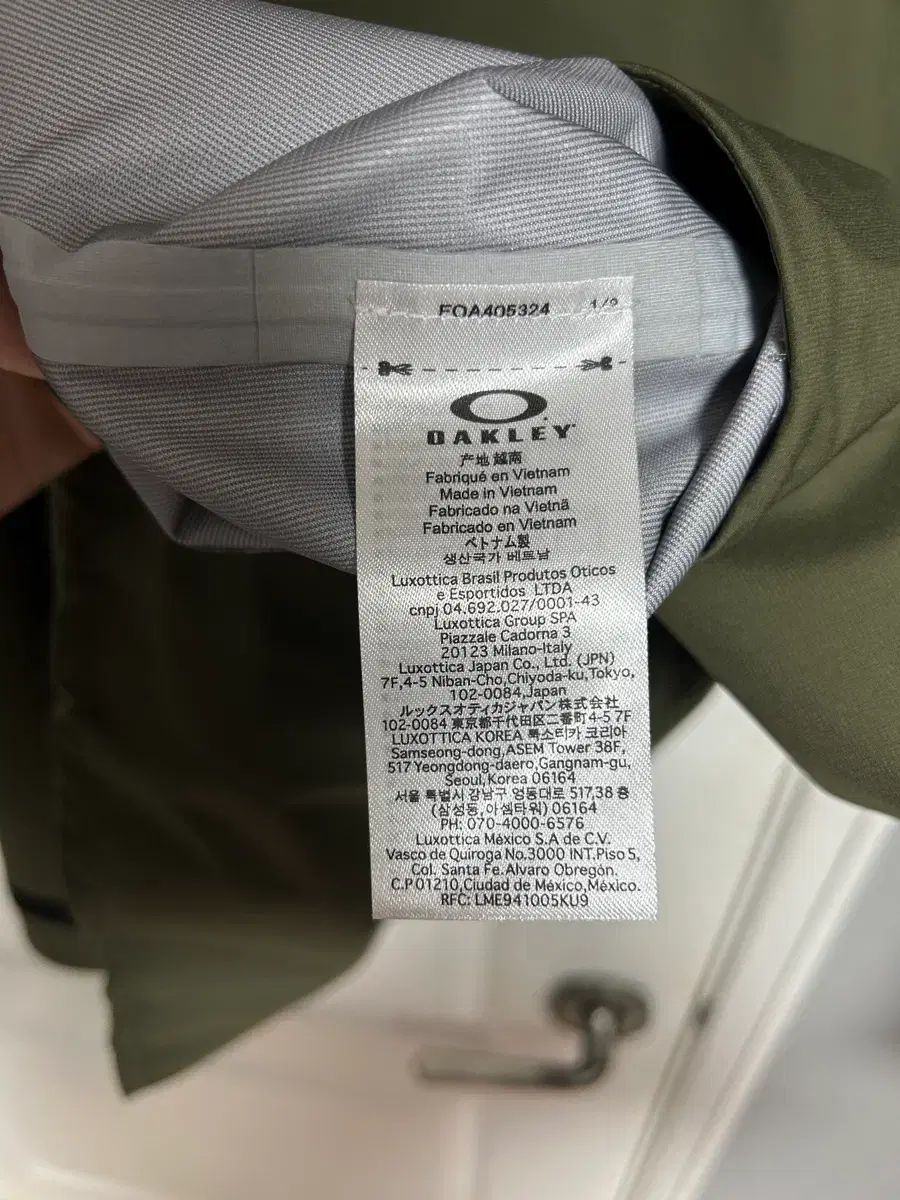 FOA405324 1/2
OAKLEY
产地 越南
Fabriqué en Vietnam
Made in Vietnam
Fabricado na Vietnã
Fabricado en Vietnam
ベトナム製
생산국가 베트남
Luxottica Brasil Produtos Oticos
e Esportidos LTDA
cnpj 04.692.027/0001-43
Luxottica Group SPA
Piazzale Cadorna 3
20123 Milano-Italy
Luxottica Japan Co., Ltd. (JPN)
7F,4-5 Niban-Cho,Chiyoda-ku,Tokyo,
102-0084,Japan
ルックスオティカジャパン株式会社
102-0084 東京都千代田区二番町4-5 7F
LUXOTTICA KOREA 룩소티카 코리아
Samseong-dong,ASEM Tower 38F,
517 Yeongdong-daero,Gangnam-gu,
Seoul,Korea 06164
서울 특별시 강남구 영동대로 517,38 층
(삼성동,아셈타워) 06164
PH: 070-4000-6576
Luxottica México S.A de C.V.
Vasco de Quiroga No.3000 INT.Piso 5,
Col. Santa Fe.Alvaro Obregón.
C.P 01210,Ciudad de México,México.
RFC: LME941005KU9